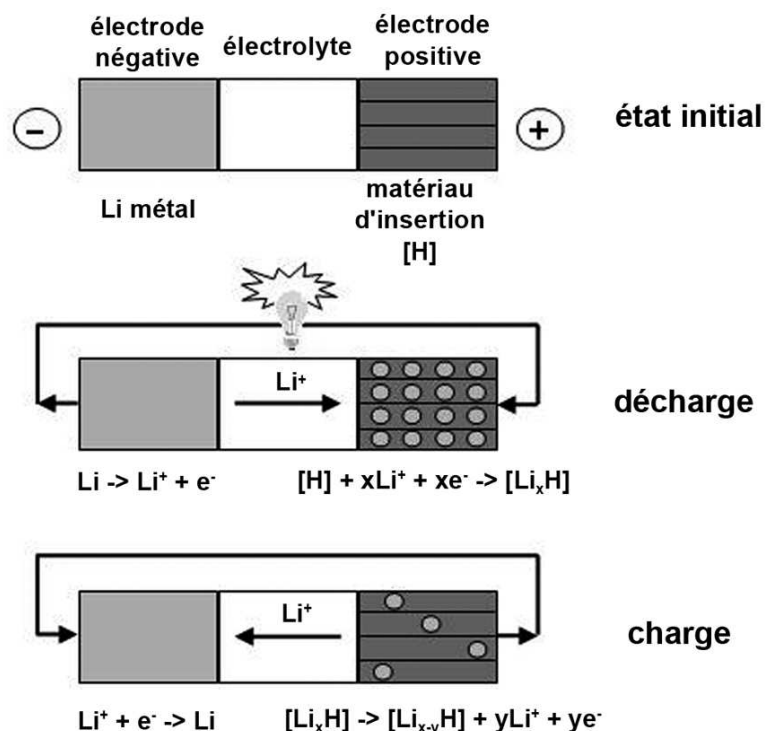 électrode
négative
électrolyte
électrode
positive
-
+
état initial
Li métal
matériau
d'insertion
[H]
Li⁺
décharge
Li -> Li⁺ + e⁻
[H] + xLi⁺ + xe⁻ -> [LiₓH]
Li⁺
charge
Li⁺ + e⁻ -> Li
[LiₓH] -> [Liₓ₋ᵧH] + yLi⁺ + ye⁻